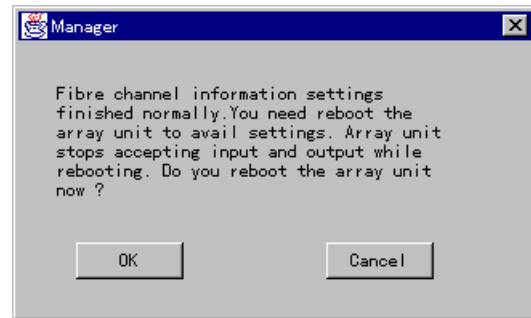 Manager
Fibre channel information settings
finished normally.You need reboot the
array unit to avail settings. Array unit
stops accepting input and output while
rebooting. Do you reboot the array unit
now ?
OK
Cancel